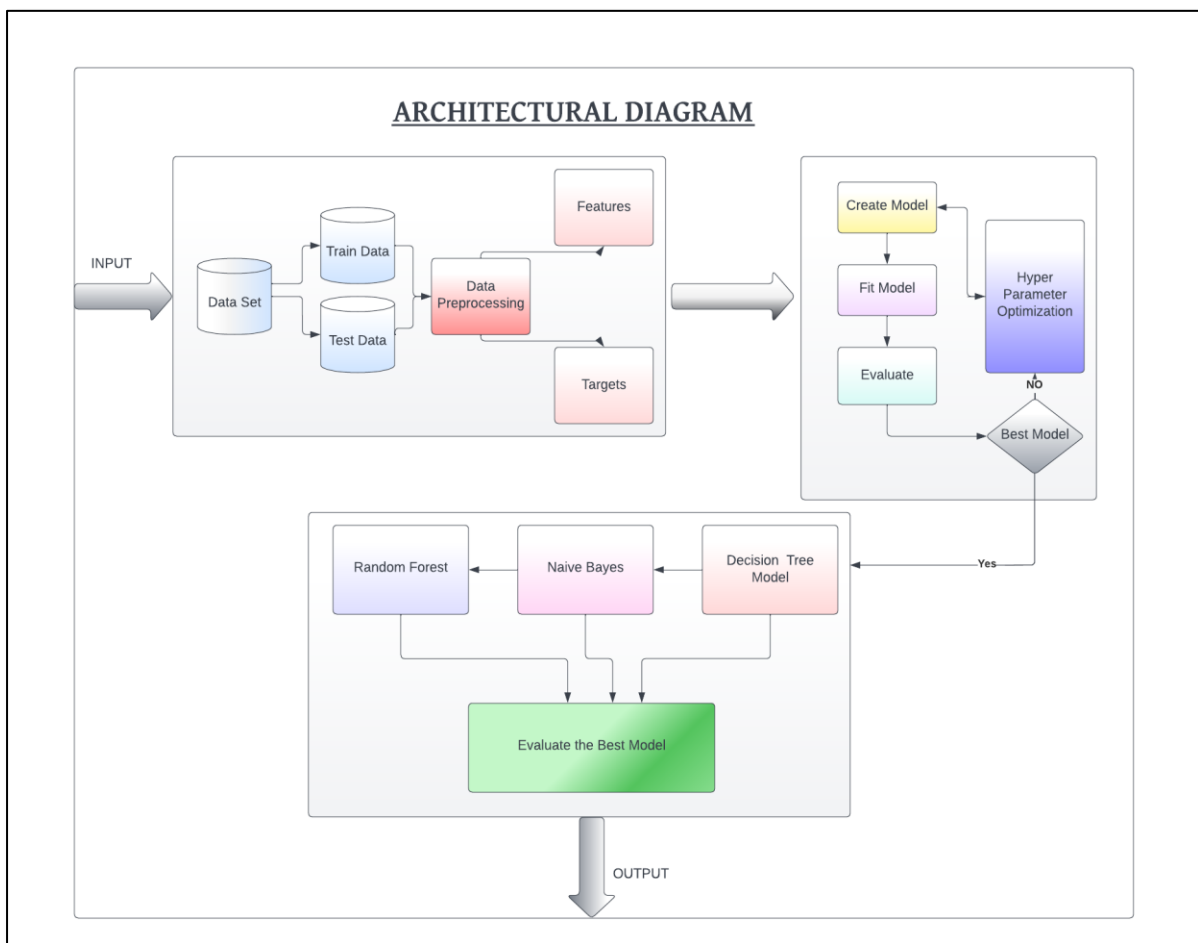 ARCHITECTURAL DIAGRAM
INPUT
Data Set
Train Data
Test Data
Data
Preprocessing
Features
Targets
Create Model
Fit Model
Evaluate
Hyper
Parameter
Optimization
NO
Best Model
Yes
Random Forest
Naive Bayes
Decision Tree
Model
Evaluate the Best Model
OUTPUT